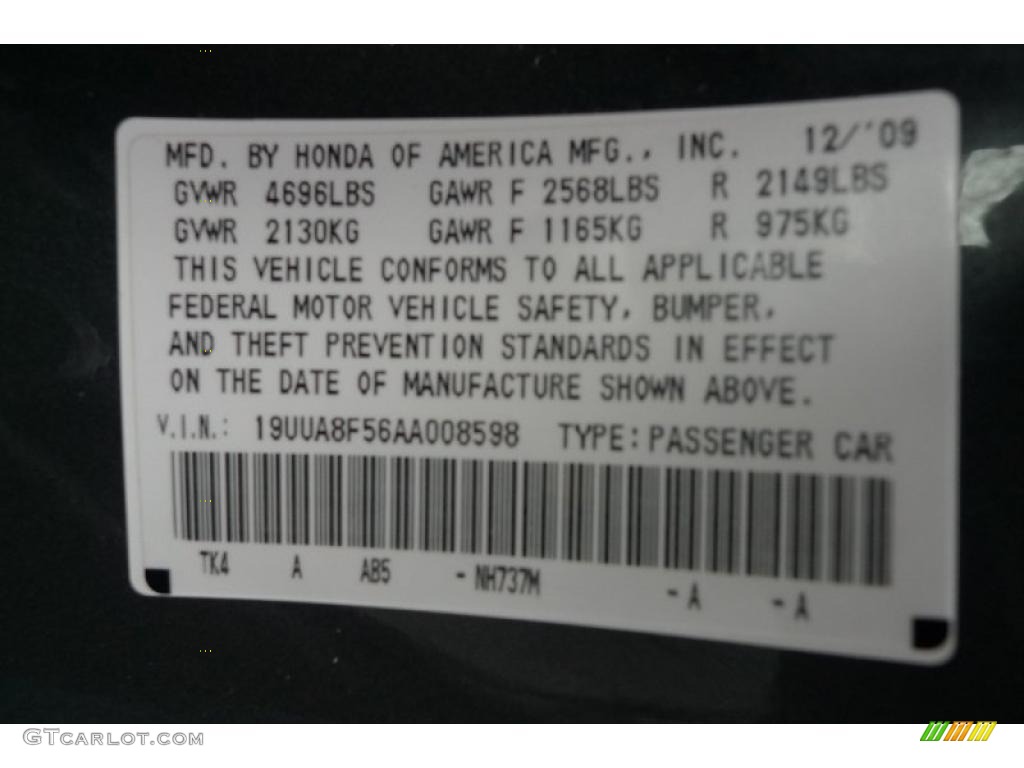 MFD. BY HONDA OF AMERICA MFG., INC. 12/'09
GVWR 4696LBS GAWR F 2568LBS R 2149LBS
GVWR 2130KG GAWR F 1165KG R 975KG
THIS VEHICLE CONFORMS TO ALL APPLICABLE
FEDERAL MOTOR VEHICLE SAFETY, BUMPER,
AND THEFT PREVENTION STANDARDS IN EFFECT
ON THE DATE OF MANUFACTURE SHOWN ABOVE.
V.I.N.: 19UUA8F56AA008598 TYPE: PASSENGER CAR
TK4 A AB5 - NH737M - A - A
GTCARLOT.COM